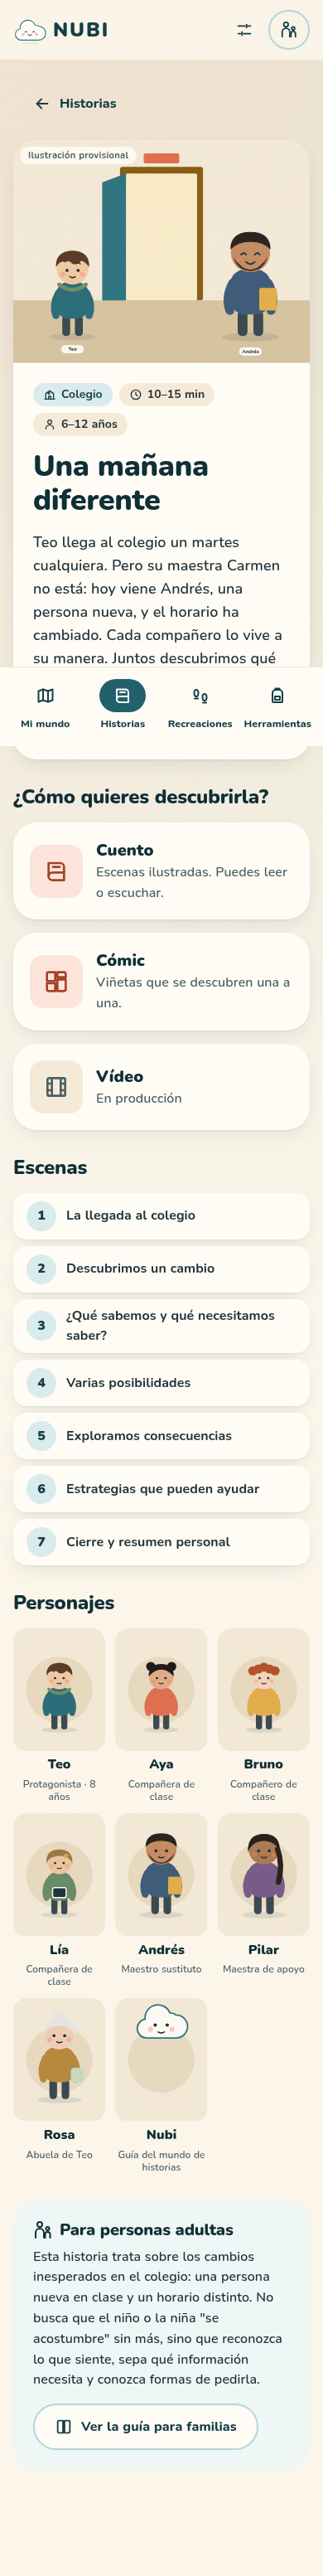 NUBI
Historias
Ilustración provisional
Teo
Andrés
Colegio
10–15 min
6–12 años
Una mañana
diferente
Teo llega al colegio un martes
cualquiera. Pero su maestra Carmen
no está: hoy viene Andrés, una
persona nueva, y el horario ha
cambiado. Cada compañero lo vive a
su manera. Juntos descubrimos qué
Mi mundo
Historias
Recreaciones
Herramientas
¿Cómo quieres descubrirla?
Cuento
Escenas ilustradas. Puedes leer
o escuchar.
Cómic
Viñetas que se descubren una a
una.
Vídeo
En producción
Escenas
1 La llegada al colegio
2 Descubrimos un cambio
3 ¿Qué sabemos y qué necesitamos
saber?
4 Varias posibilidades
5 Exploramos consecuencias
6 Estrategias que pueden ayudar
7 Cierre y resumen personal
Personajes
Teo
Protagonista · 8
años
Aya
Compañera de
clase
Bruno
Compañero de
clase
Lía
Compañera de
clase
Andrés
Maestro sustituto
Pilar
Maestra de apoyo
Rosa
Abuela de Teo
Nubi
Guía del mundo de
historias
Para personas adultas
Esta historia trata sobre los cambios
inesperados en el colegio: una persona
nueva en clase y un horario distinto. No
busca que el niño o la niña "se
acostumbre" sin más, sino que reconozca
lo que siente, sepa qué información
necesita y conozca formas de pedirla.
Ver la guía para familias